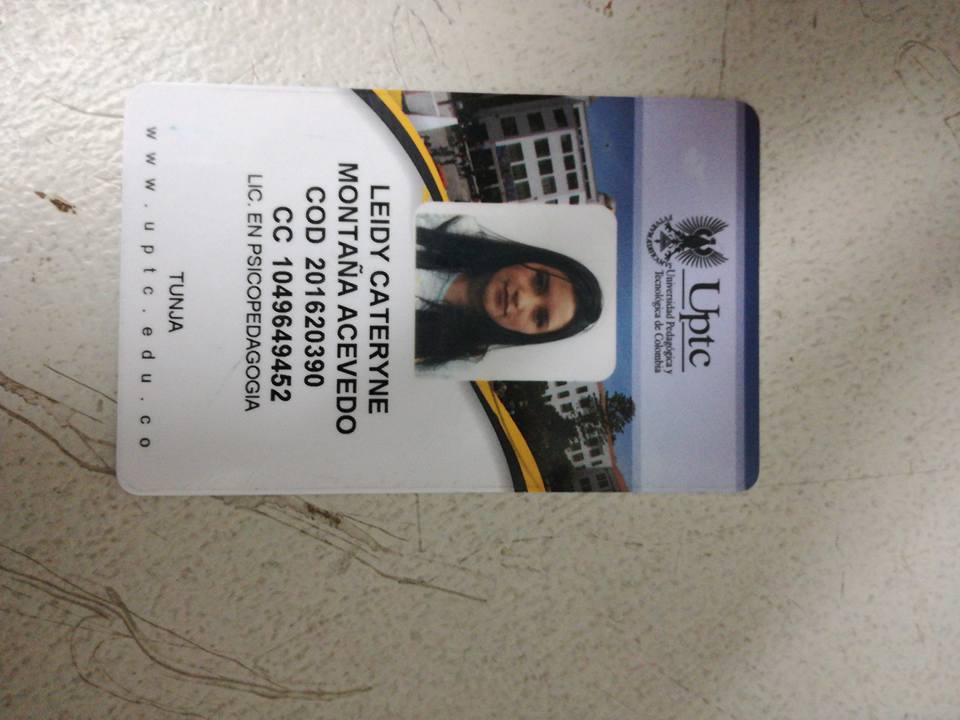 Uptc
Universidad Pedagógica y
Tecnológica de Colombia
LEIDY CATERYNE
MONTAÑA ACEVEDO
COD 201620390
CC 1049649452
LIC. EN PSICOPEDAGOGIA
TUNJA
www.uptc.edu.co